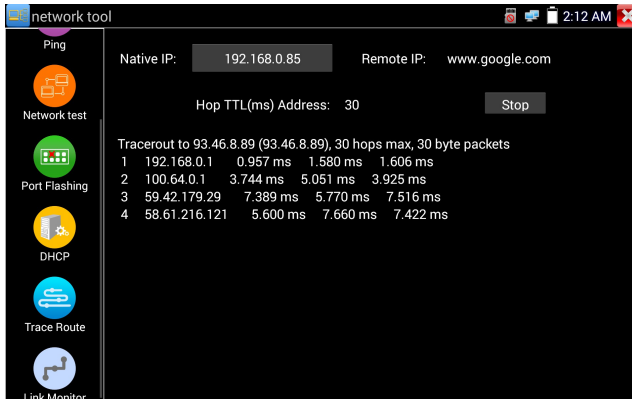 network tool
2:12 AM
Ping
Network test
Port Flashing
DHCP
Trace Route
Link Monitor
Native IP: 192.168.0.85 Remote IP: www.google.com
Hop TTL(ms) Address: 30 Stop
Tracerout to 93.46.8.89 (93.46.8.89), 30 hops max, 30 byte packets
1 192.168.0.1 0.957 ms 1.580 ms 1.606 ms
2 100.64.0.1 3.744 ms 5.051 ms 3.925 ms
3 59.42.179.29 7.389 ms 5.770 ms 7.516 ms
4 58.61.216.121 5.600 ms 7.660 ms 7.422 ms